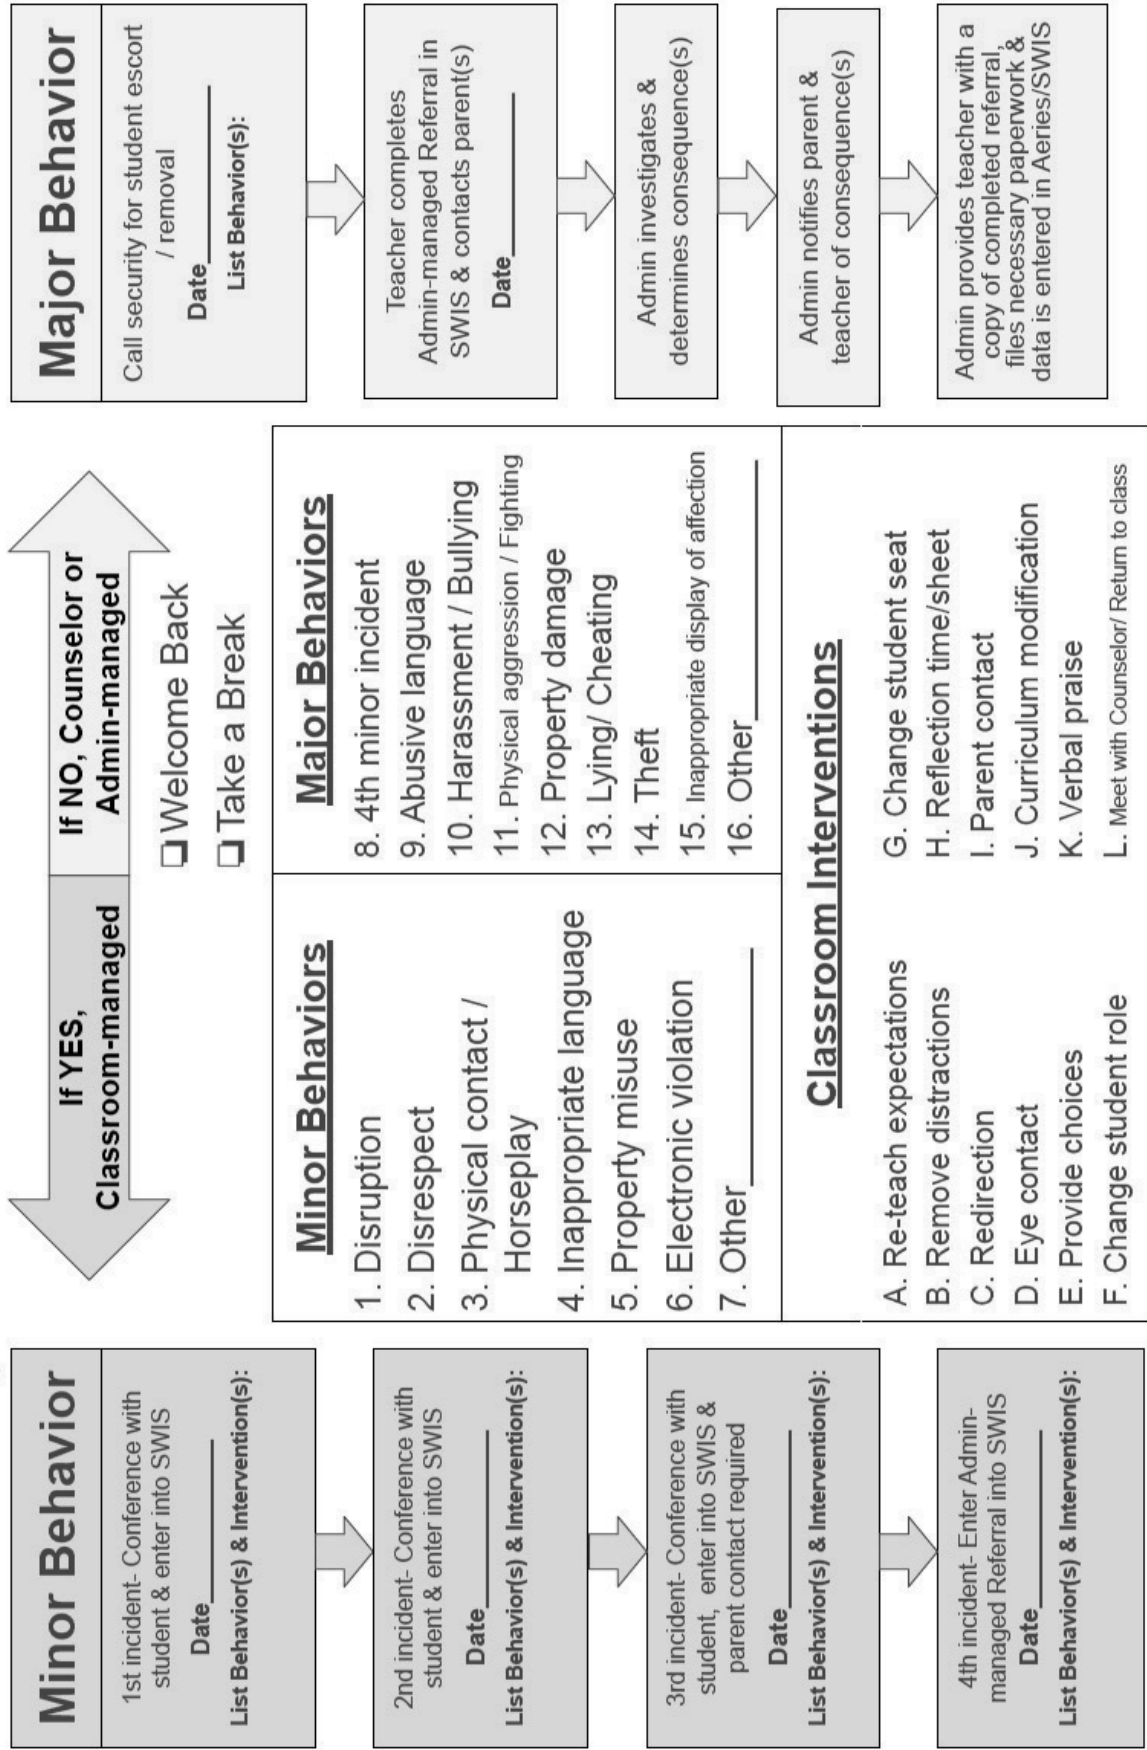 Minor Behavior
1st incident- Conference with
student & enter into SWIS
Date________
List Behavior(s) & Intervention(s):
2nd incident- Conference with
student & enter into SWIS
Date________
List Behavior(s) & Intervention(s):
3rd incident- Conference with
student, enter into SWIS &
parent contact required
Date________
List Behavior(s) & Intervention(s):
4th incident- Enter Admin-
managed Referral into SWIS
Date________
List Behavior(s) & Intervention(s):
If YES,
Classroom-managed
If NO, Counselor or
Admin-managed
❏Welcome Back
❏Take a Break
Minor Behaviors
1. Disruption
2. Disrespect
3. Physical contact /
Horseplay
4. Inappropriate language
5. Property misuse
6. Electronic violation
7. Other________
Major Behaviors
8. 4th minor incident
9. Abusive language
10. Harassment / Bullying
11. Physical aggression / Fighting
12. Property damage
13. Lying/ Cheating
14. Theft
15. Inappropriate display of affection
16. Other________
Classroom Interventions
A. Re-teach expectations
B. Remove distractions
C. Redirection
D. Eye contact
E. Provide choices
F. Change student role
G. Change student seat
H. Reflection time/sheet
I. Parent contact
J. Curriculum modification
K. Verbal praise
L. Meet with Counselor/ Return to class
Major Behavior
Call security for student escort
/ removal
Date________
List Behavior(s):
Teacher completes
Admin-managed Referral in
SWIS & contacts parent(s)
Date________
Admin investigates &
determines consequence(s)
Admin notifies parent &
teacher of consequence(s)
Admin provides teacher with a
copy of completed referral,
files necessary paperwork &
data is entered in Aeries/SWIS